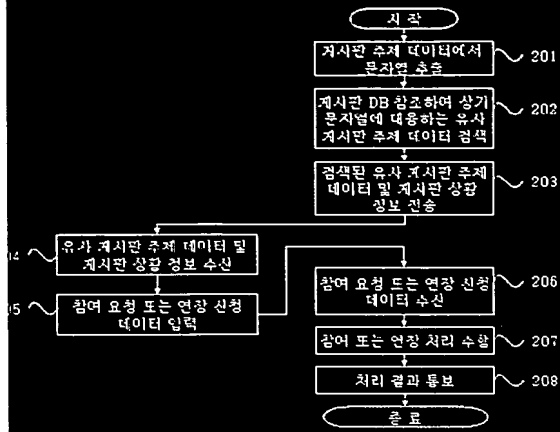 시 작
게시판 주제 데이터에서
문자열 추출
201
게시판 DB 참조하여 상기
문자열에 대응하는 유사
게시판 주제 데이터 검색
202
검색된 유사 게시판 주제
데이터 및 게시판 상황
정보 전송
203
유사 게시판 주제 데이터 및
게시판 상황 정보 수신
04
참여 요청 또는 연장 신청
데이터 입력
05
참여 요청 또는 연장 신청
데이터 수신
206
참여 또는 연장 처리 수행
207
처리 결과 통보
208
종 료